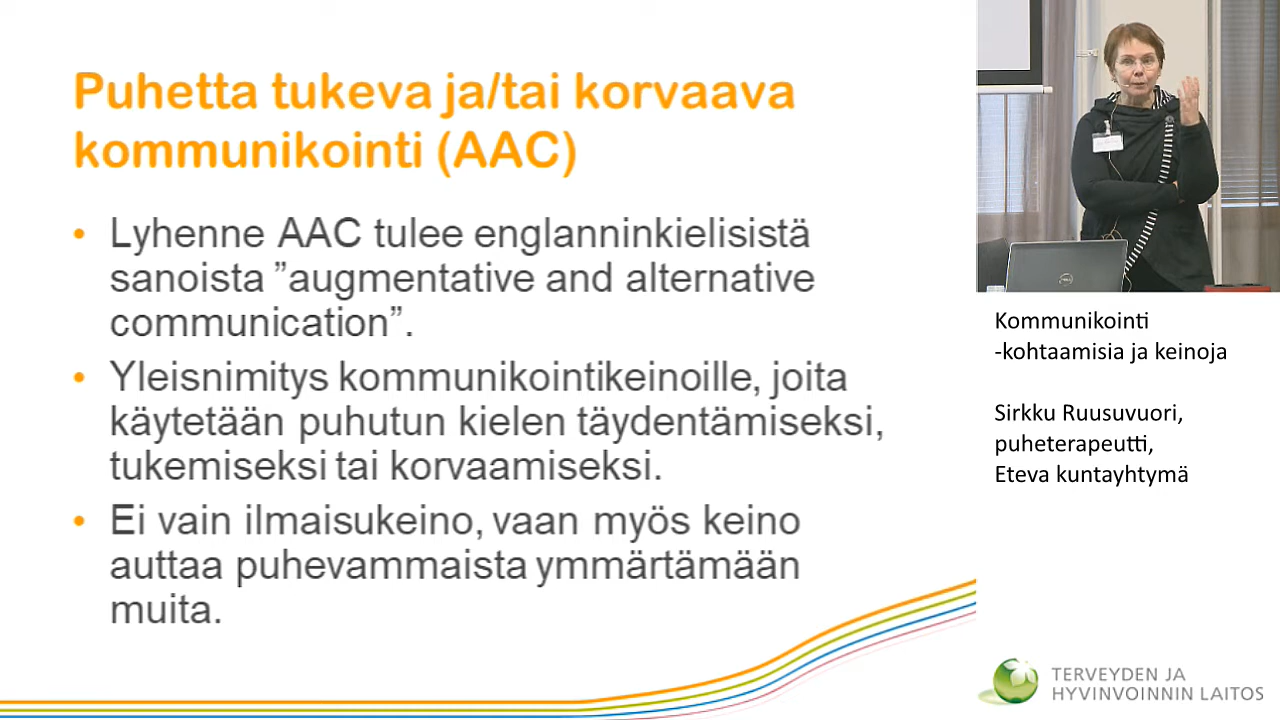 Puhetta tukeva ja/tai korvaava
kommunikointi (AAC)
• Lyhenne AAC tulee englanninkielisistä
sanoista ”augmentative and alternative
communication”.
• Yleisnimitys kommunikointikeinoille, joita
käytetään puhutun kielen täydentämiseksi,
tukemiseksi tai korvaamiseksi.
• Ei vain ilmaisukeino, vaan myös keino
auttaa puhevammaista ymmärtämään
muita.
Kommunikointi
-kohtaamisia ja keinoja
Sirkku Ruusuvuori,
puheterapeutti,
Eteva kuntayhtymä
TERVEYDEN JA
HYVINVOINNIN LAITOS